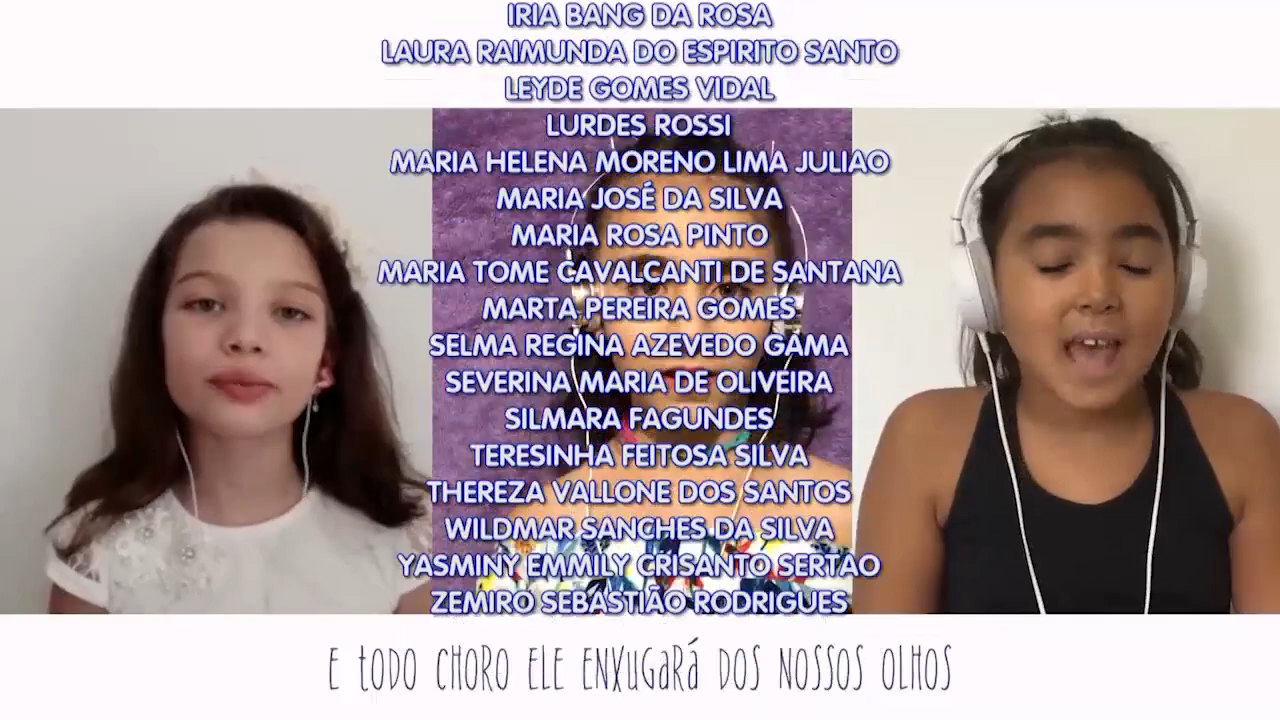 IRIA BANG DA ROSA
LAURA RAIMUNDA DO ESPIRITO SANTO
LEYDE GOMES VIDAL
LURDES ROSSI
MARIA HELENA MORENO LIMA JULIAO
MARIA JOSÉ DA SILVA
MARIA ROSA PINTO
MARIA TOME CAVALCANTI DE SANTANA
MARTA PEREIRA GOMES
SELMA REGINA AZEVEDO GAMA
SEVERINA MARIA DE OLIVEIRA
SILMARA FAGUNDES
TERESINHA FEITOSA SILVA
THEREZA VALLONE DOS SANTOS
WILDMAR SANCHES DA SILVA
YASMINY EMMILY CRISANTO SERTAO
ZEMIRO SEBASTIÃO RODRIGUES
E todo CHORO ELE ENXuGaRá DOS NOSSOS OLHOS